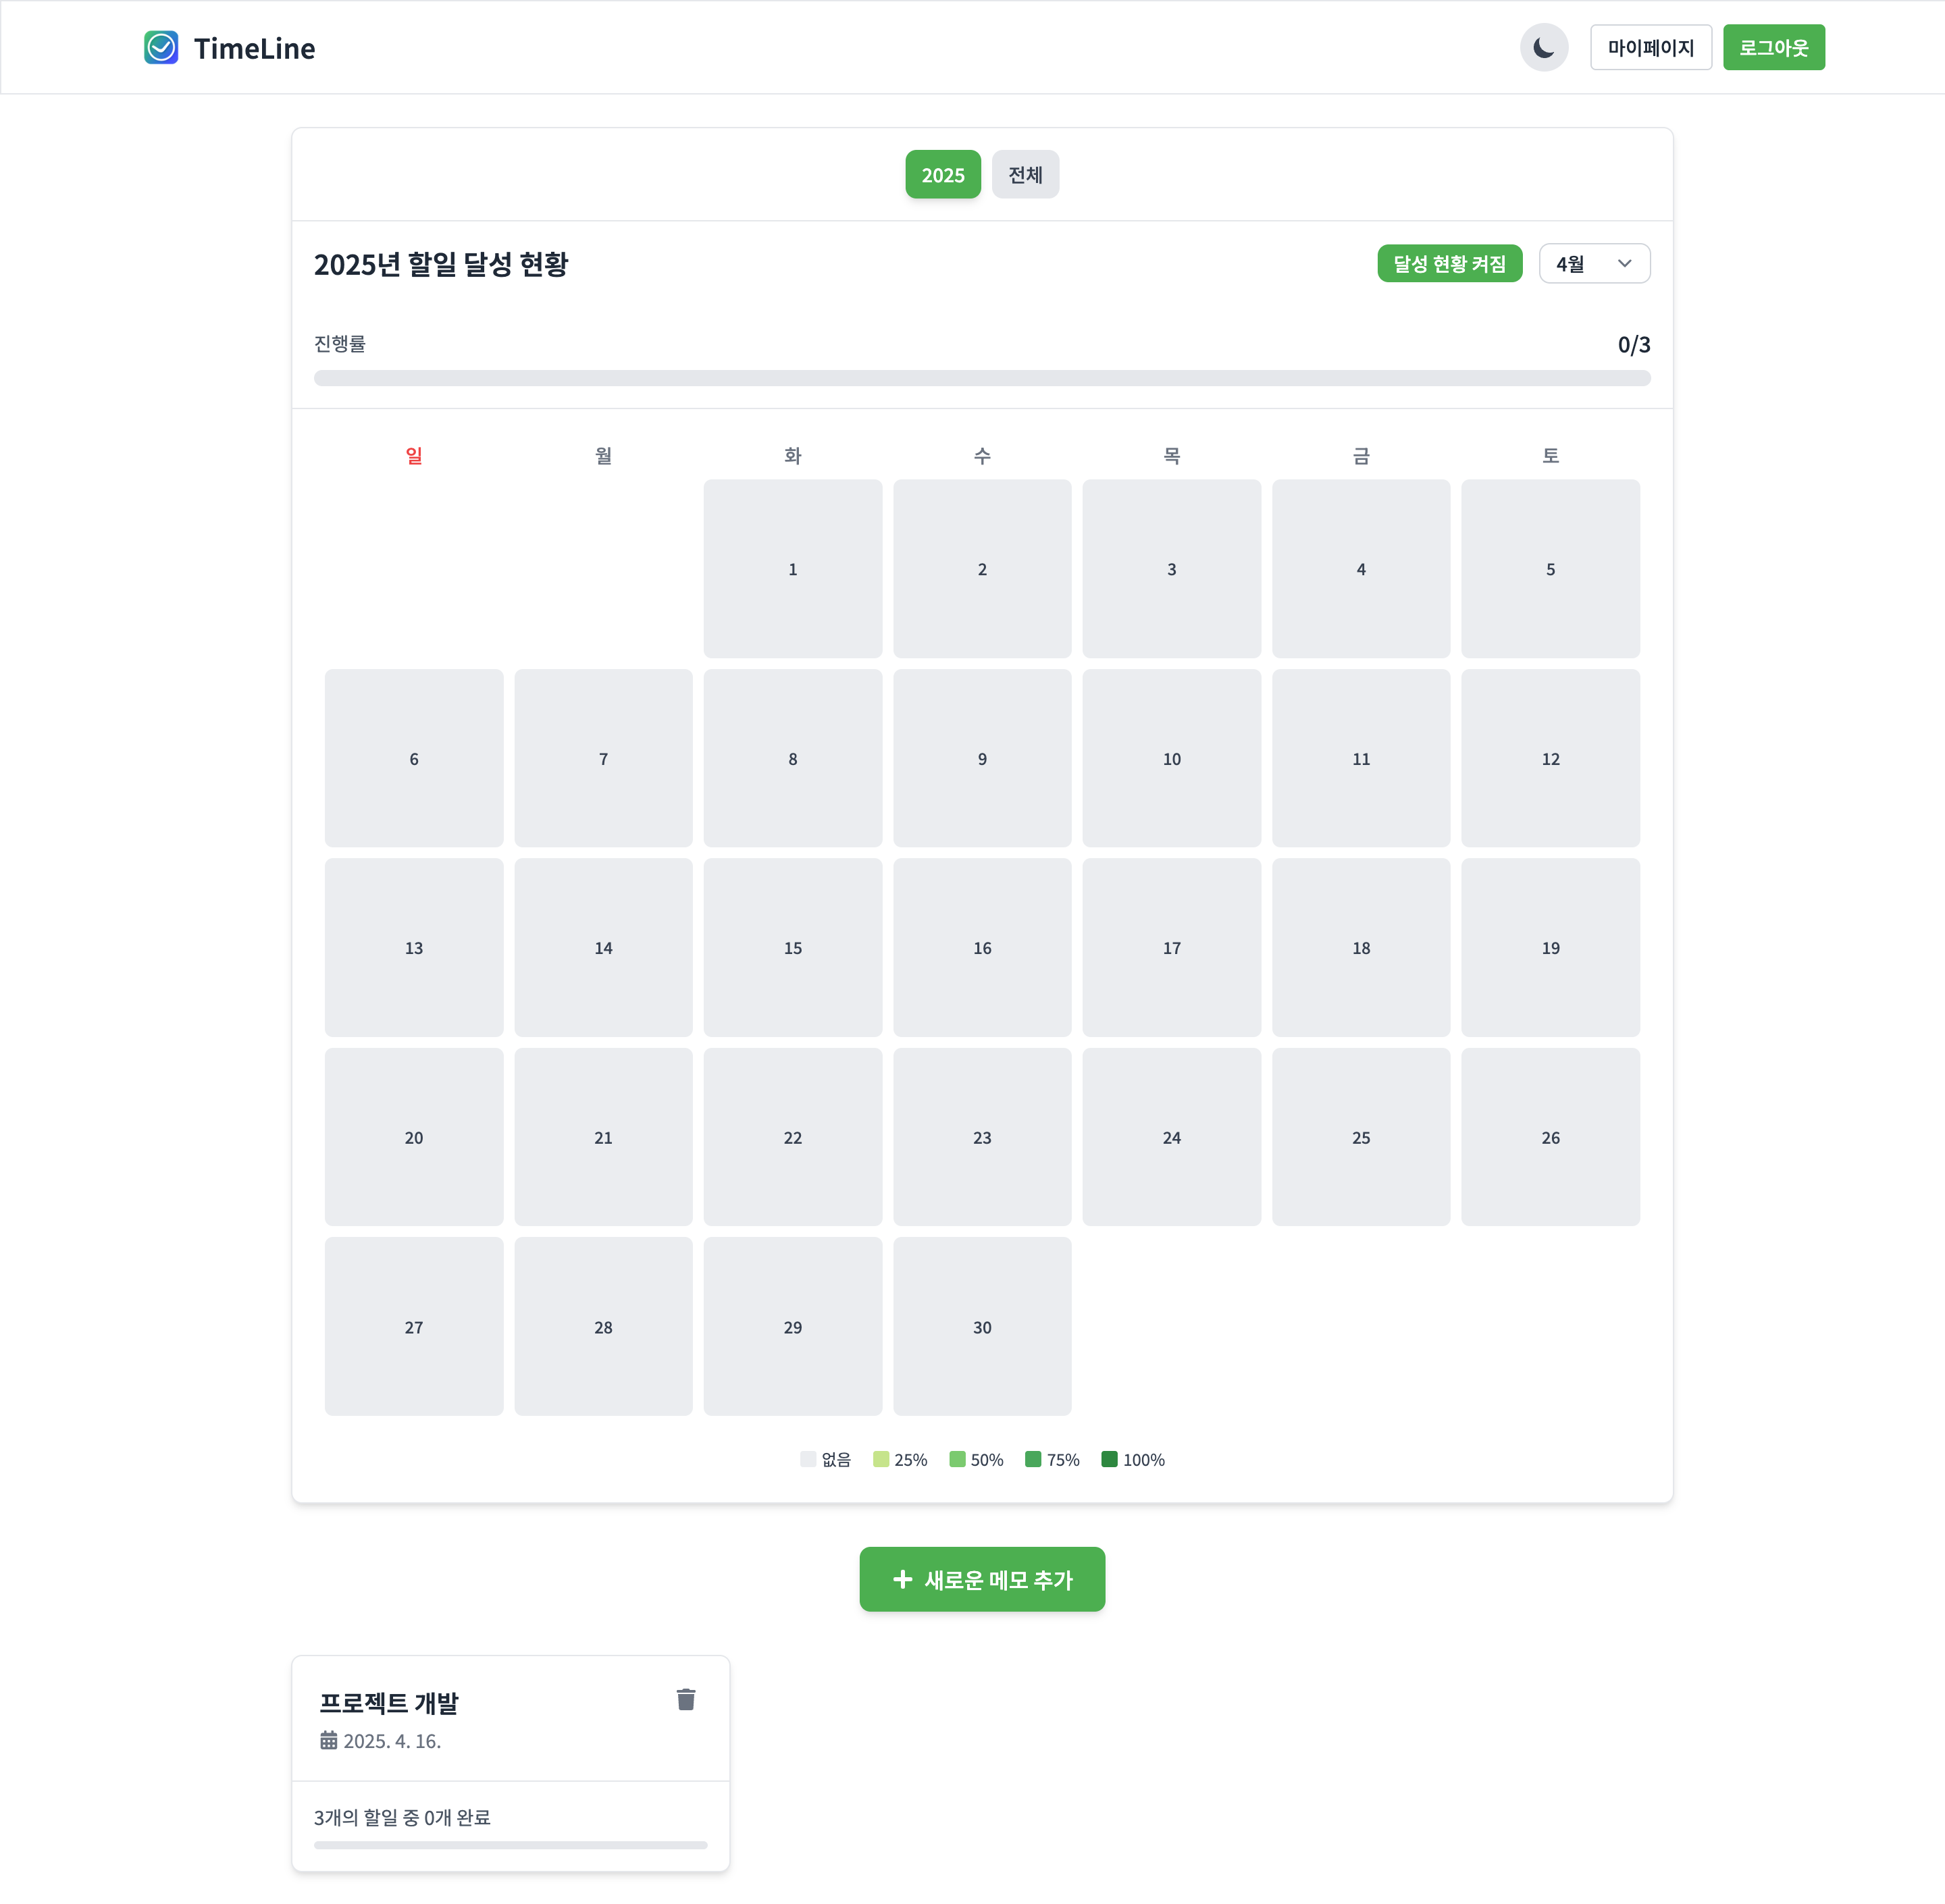 TimeLine
마이페이지
로그아웃
2025
전체
2025년 할일 달성 현황
달성 현황 켜짐
4월
진행률
0/3
일 월 화 수 목 금 토
1 2 3 4 5
6 7 8 9 10 11 12
13 14 15 16 17 18 19
20 21 22 23 24 25 26
27 28 29 30
없음 25% 50% 75% 100%
새로운 메모 추가
프로젝트 개발
2025. 4. 16.
3개의 할일 중 0개 완료